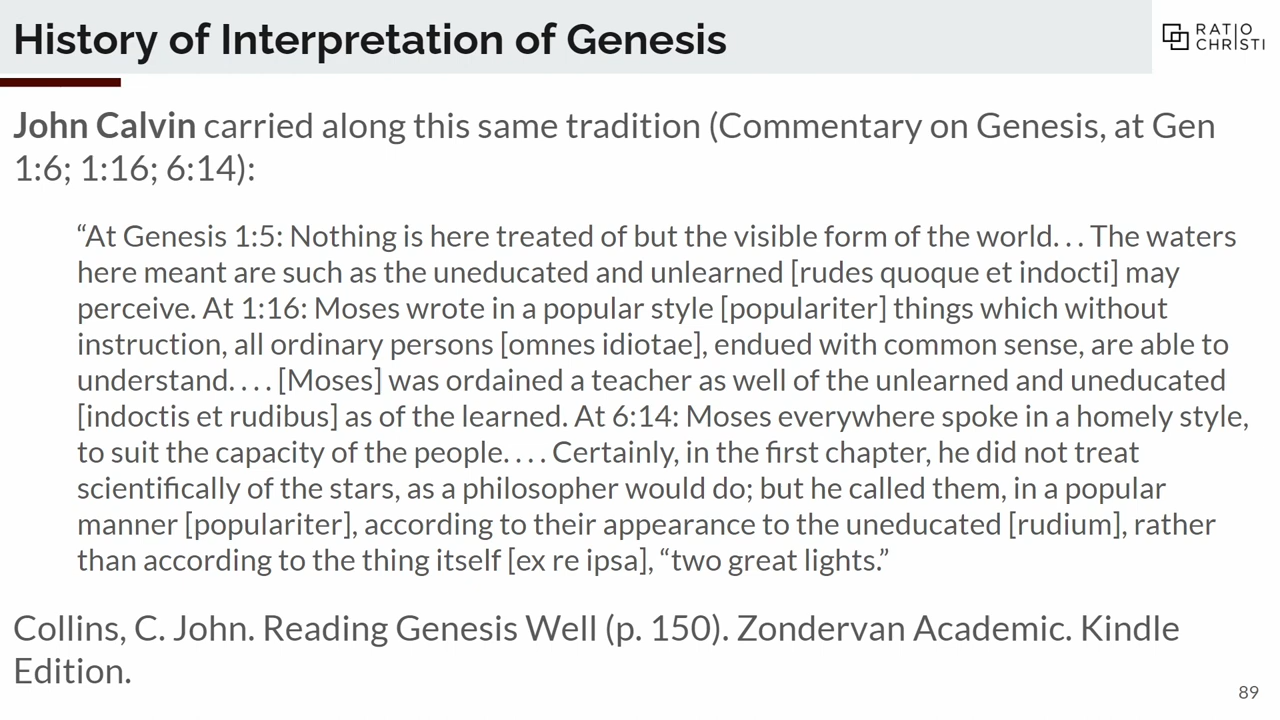 History of Interpretation of Genesis
RATIO
CHRISTI
John Calvin carried along this same tradition (Commentary on Genesis, at Gen
1:6; 1:16; 6:14):
“At Genesis 1:5: Nothing is here treated of but the visible form of the world. . . The waters
here meant are such as the uneducated and unlearned [rudes quoque et indocti] may
perceive. At 1:16: Moses wrote in a popular style [populariter] things which without
instruction, all ordinary persons [omnes idiotae], endued with common sense, are able to
understand. . . . [Moses] was ordained a teacher as well of the unlearned and uneducated
[indoctis et rudibus] as of the learned. At 6:14: Moses everywhere spoke in a homely style,
to suit the capacity of the people. . . . Certainly, in the first chapter, he did not treat
scientifically of the stars, as a philosopher would do; but he called them, in a popular
manner [populariter], according to their appearance to the uneducated [rudium], rather
than according to the thing itself [ex re ipsa], “two great lights.”
Collins, C. John. Reading Genesis Well (p. 150). Zondervan Academic. Kindle
Edition.
89